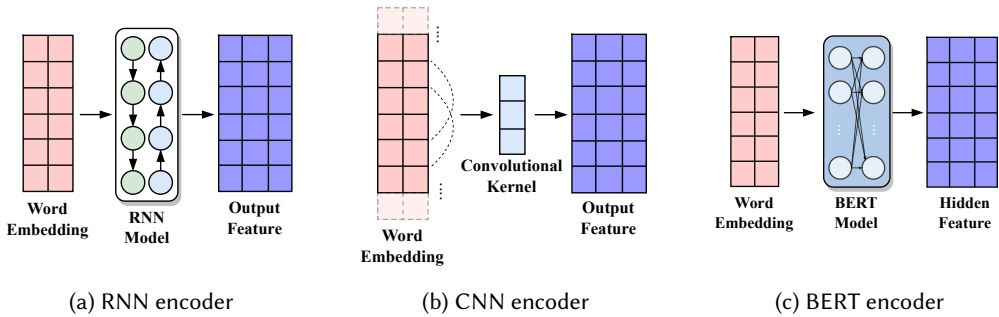 Word
Embedding
RNN
Model
Output
Feature
(a) RNN encoder
Word
Embedding
Convolutional
Kernel
Output
Feature
(b) CNN encoder
Word
Embedding
BERT
Model
Hidden
Feature
(c) BERT encoder